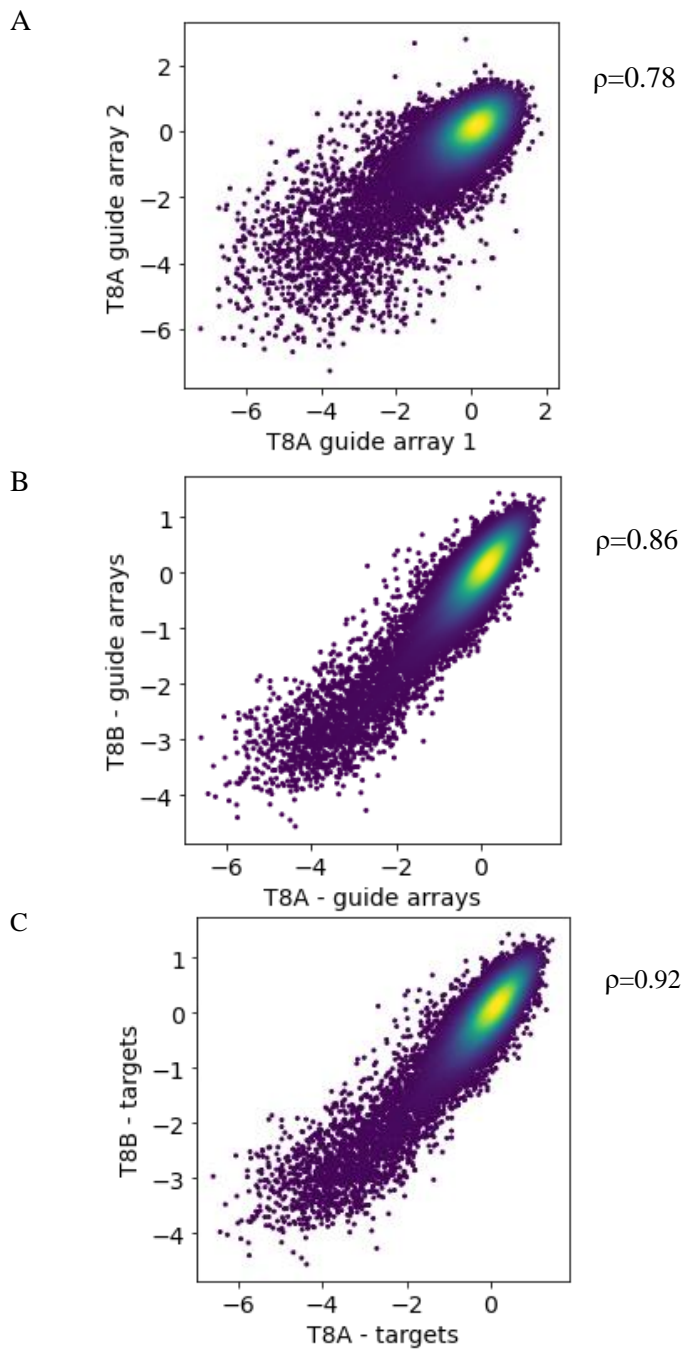 A
ρ=0.78
T8A guide array 2
2
0
−2
−4
−6
−6 −4 −2 0 2
T8A guide array 1
B
ρ=0.86
T8B - guide arrays
1
0
−1
−2
−3
−4
−6 −4 −2 0
T8A - guide arrays
C
ρ=0.92
T8B - targets
1
0
−1
−2
−3
−4
−6 −4 −2 0
T8A - targets